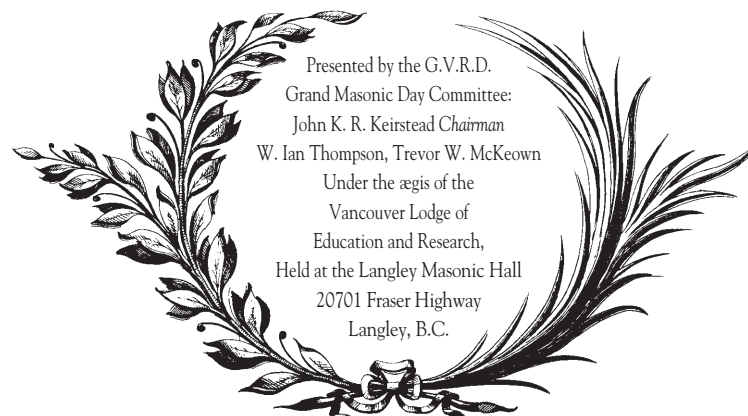 Presented by the G.V.R.D.
Grand Masonic Day Committee:
John K. R. Keirstead Chairman
W. Ian Thompson, Trevor W. McKeown
Under the ægis of the
Vancouver Lodge of
Education and Research,
Held at the Langley Masonic Hall
20701 Fraser Highway
Langley, B.C.